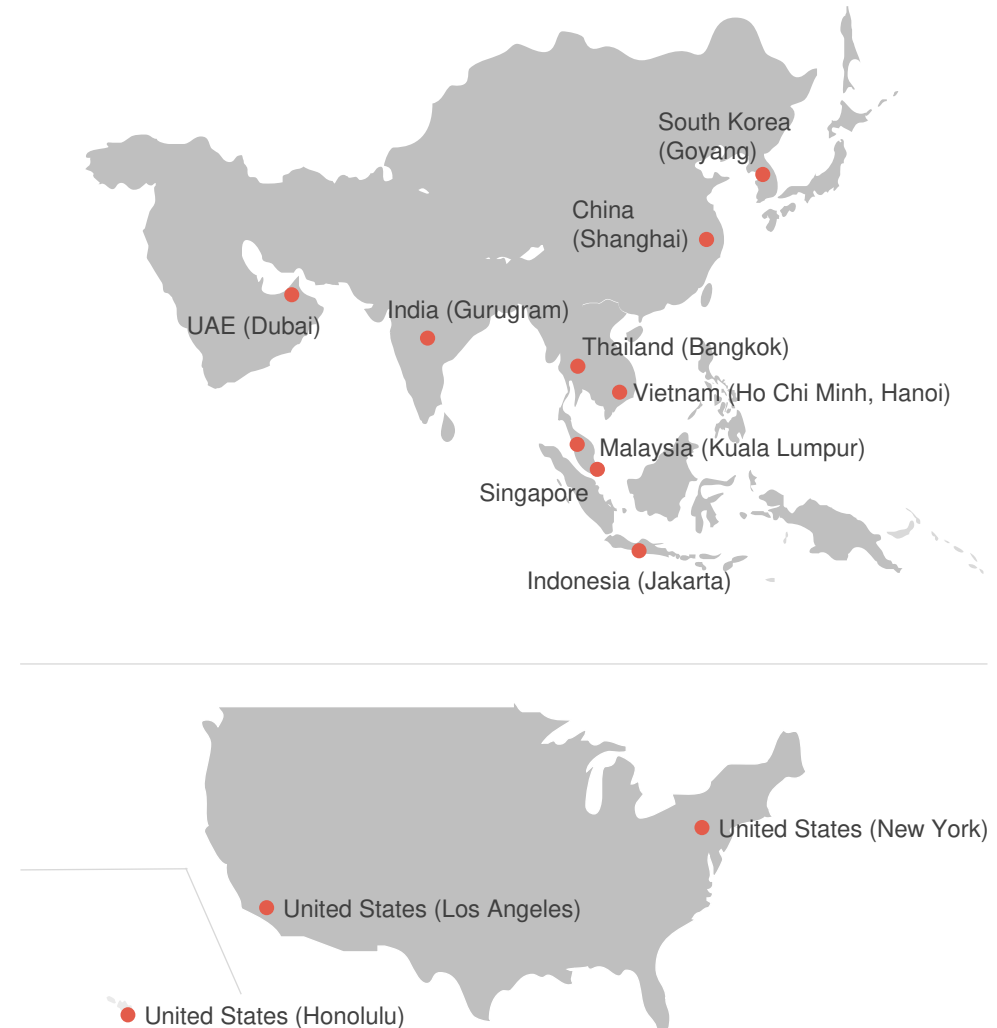 South Korea
(Goyang)
China
(Shanghai)
India (Gurugram)
UAE (Dubai)
Thailand (Bangkok)
Vietnam (Ho Chi Minh, Hanoi)
Malaysia (Kuala Lumpur)
Singapore
Indonesia (Jakarta)
United States (New York)
United States (Los Angeles)
United States (Honolulu)